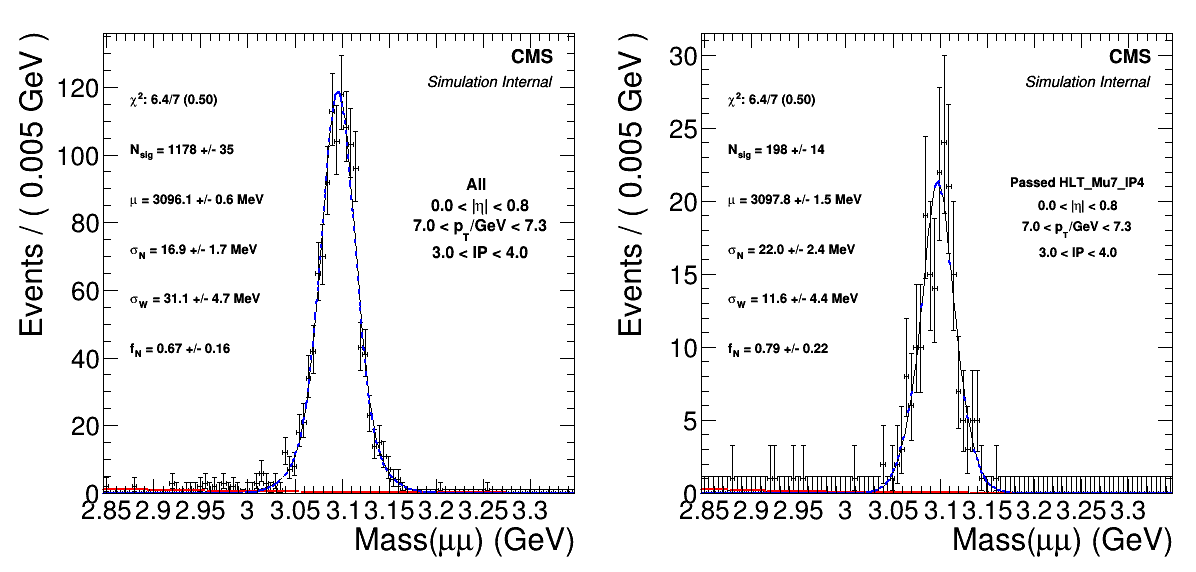 Events / ( 0.005 GeV )
120
100
80
60
40
20
0
CMS
Simulation Internal
χ²: 6.4/7 (0.50)
N_sig = 1178 +/- 35
μ = 3096.1 +/- 0.6 MeV
σ_N = 16.9 +/- 1.7 MeV
σ_W = 31.1 +/- 4.7 MeV
f_N = 0.67 +/- 0.16
All
0.0 < |η| < 0.8
7.0 < p_T/GeV < 7.3
3.0 < IP < 4.0
2.85 2.9 2.95 3 3.05 3.1 3.15 3.2 3.25 3.3
Mass(μμ) (GeV)
Events / ( 0.005 GeV )
30
25
20
15
10
5
0
CMS
Simulation Internal
χ²: 6.4/7 (0.50)
N_sig = 198 +/- 14
μ = 3097.8 +/- 1.5 MeV
σ_N = 22.0 +/- 2.4 MeV
σ_W = 11.6 +/- 4.4 MeV
f_N = 0.79 +/- 0.22
Passed HLT_Mu7_IP4
0.0 < |η| < 0.8
7.0 < p_T/GeV < 7.3
3.0 < IP < 4.0
2.85 2.9 2.95 3 3.05 3.1 3.15 3.2 3.25 3.3
Mass(μμ) (GeV)